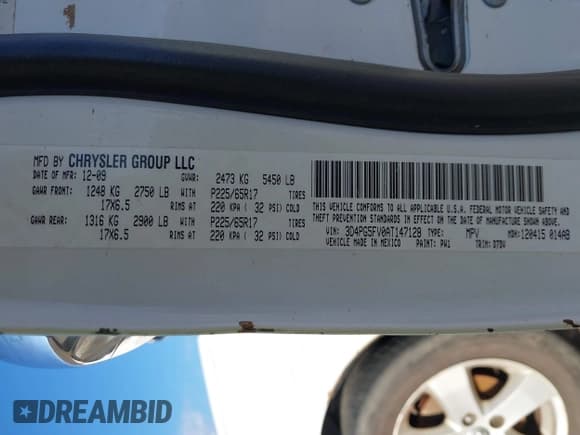 MFD BY CHRYSLER GROUP LLC
DATE OF MFR: 12-09 GVWR: 2473 KG 5450 LB
GAWR FRONT: 1248 KG 2750 LB WITH P225/65R17 TIRES
17X6.5 RIMS AT 220 KPA ( 32 PSI) COLD
GAWR REAR: 1316 KG 2900 LB WITH P225/65R17 TIRES
17X6.5 RIMS AT 220 KPA ( 32 PSI) COLD
THIS VEHICLE CONFORMS TO ALL APPLICABLE U.S.A. FEDERAL MOTOR VEHICLE SAFETY AND
THEFT PREVENTION STANDARDS IN EFFECT ON THE DATE OF MANUFACTURE SHOWN ABOVE.
VIN: 3D4PG5FV0AT147128 TYPE: MPV MDH: 120415 014AB
VEHICLE MADE IN MEXICO PAINT: PW1 TRIM: D7DV
DREAMBID